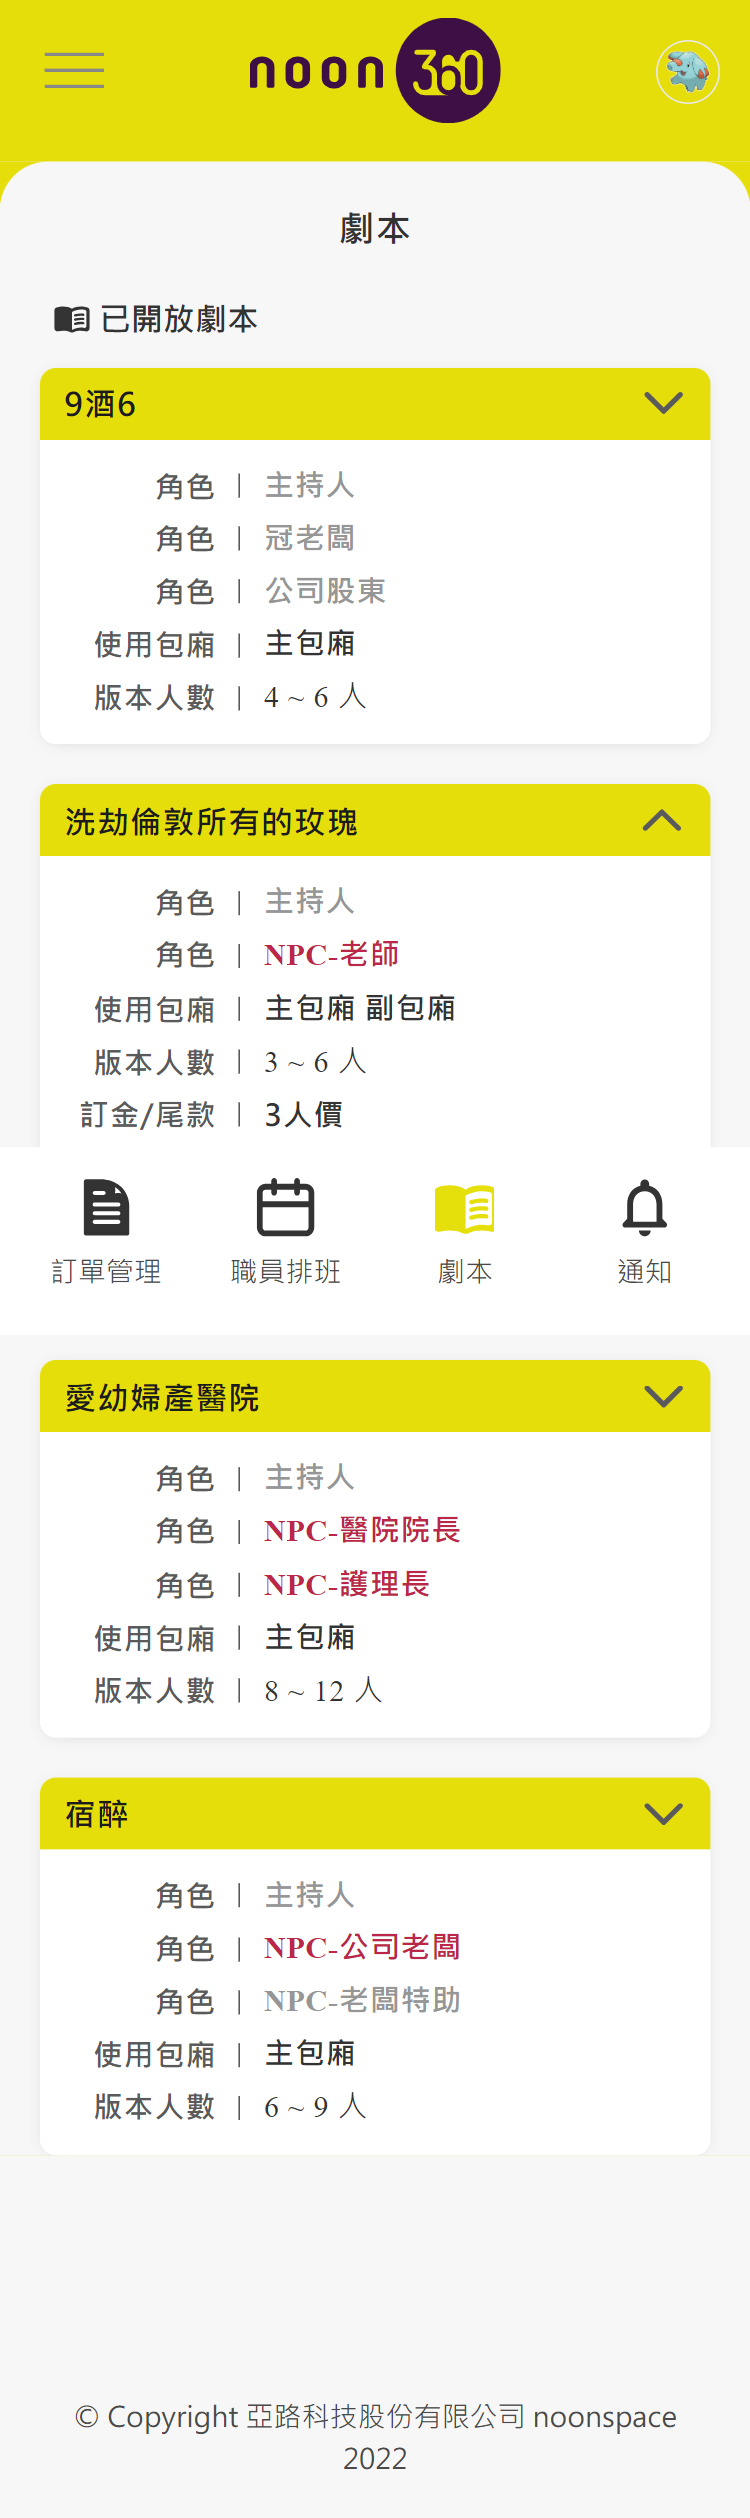 noon 360
劇本
已開放劇本
9酒6
角色 | 主持人
角色 | 冠老闆
角色 | 公司股東
使用包廂 | 主包廂
版本人數 | 4 ~ 6 人
洗劫倫敦所有的玫瑰
角色 | 主持人
角色 | NPC-老師
使用包廂 | 主包廂 副包廂
版本人數 | 3 ~ 6 人
訂金/尾款 | 3人價
訂單管理 職員排班 劇本 通知
愛幼婦產醫院
角色 | 主持人
角色 | NPC-醫院院長
角色 | NPC-護理長
使用包廂 | 主包廂
版本人數 | 8 ~ 12 人
宿醉
角色 | 主持人
角色 | NPC-公司老闆
角色 | NPC-老闆特助
使用包廂 | 主包廂
版本人數 | 6 ~ 9 人
© Copyright 亞路科技股份有限公司 noonspace
2022